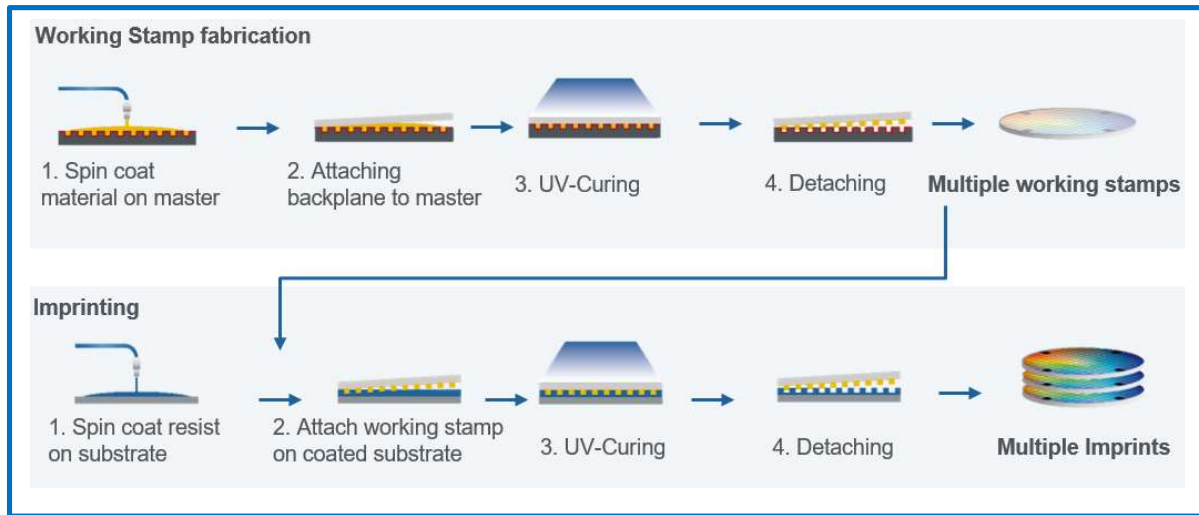 Working Stamp fabrication
1. Spin coat
material on master
2. Attaching
backplane to master
3. UV-Curing
4. Detaching
Multiple working stamps
Imprinting
1. Spin coat resist
on substrate
2. Attach working stamp
on coated substrate
3. UV-Curing
4. Detaching
Multiple Imprints